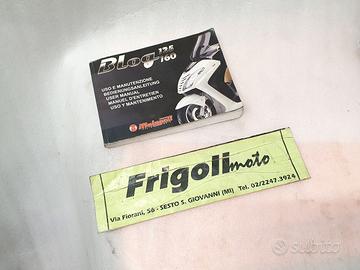 Blog 125
160
USO E MANUTENZIONE
BEDIENUNGSANLEITUNG
USER MANUAL
MANUEL D'ENTRETIEN
USO Y MANTENIMIENTO
Malaguti
Frigoli moto
Via Fiorani, 56 - SESTO S. GIOVANNI (MI) Tel. 02/2247.3924
subito